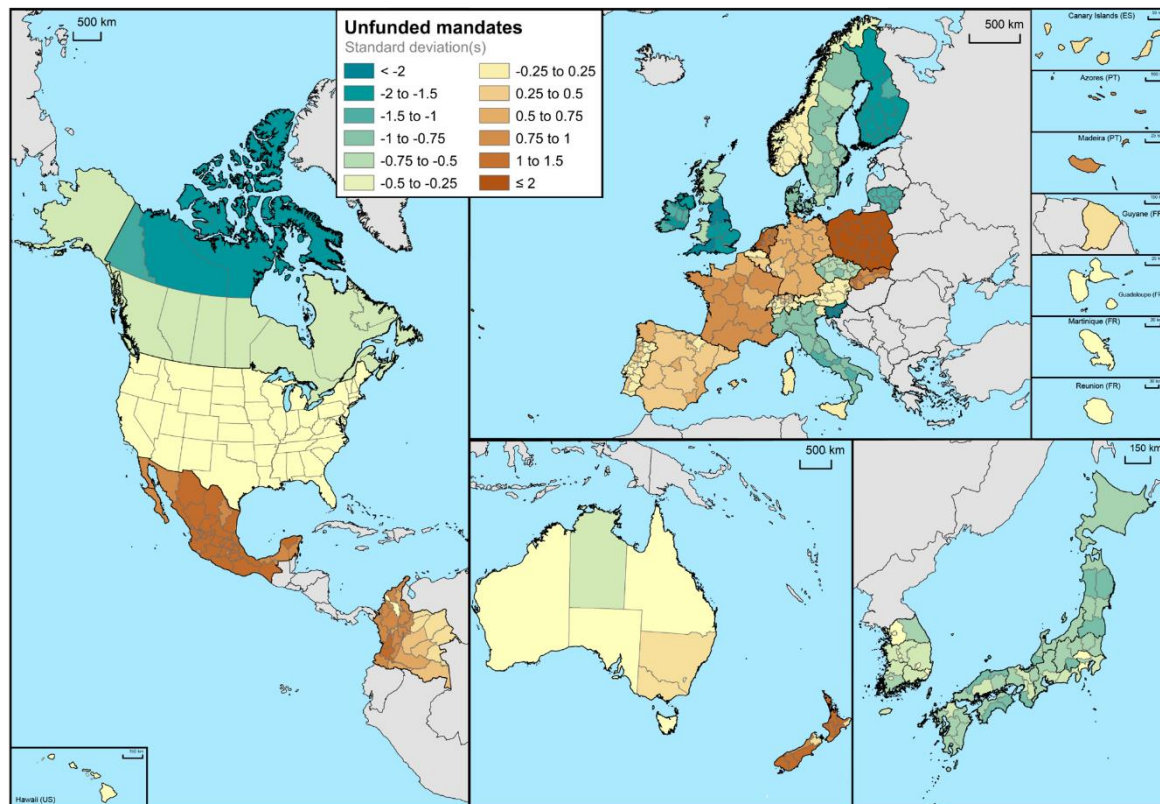 500 km
Unfunded mandates
Standard deviation(s)
< -2
-2 to -1.5
-1.5 to -1
-1 to -0.75
-0.75 to -0.5
-0.5 to -0.25
-0.25 to 0.25
0.25 to 0.5
0.5 to 0.75
0.75 to 1
1 to 1.5
≤ 2
500 km
Canary Islands (ES)
Azores (PT)
Madeira (PT)
Guyane (FR
Guadeloupe (FR
Martinique (FR)
Reunion (FR)
500 km
150 km
Hawaii (US)